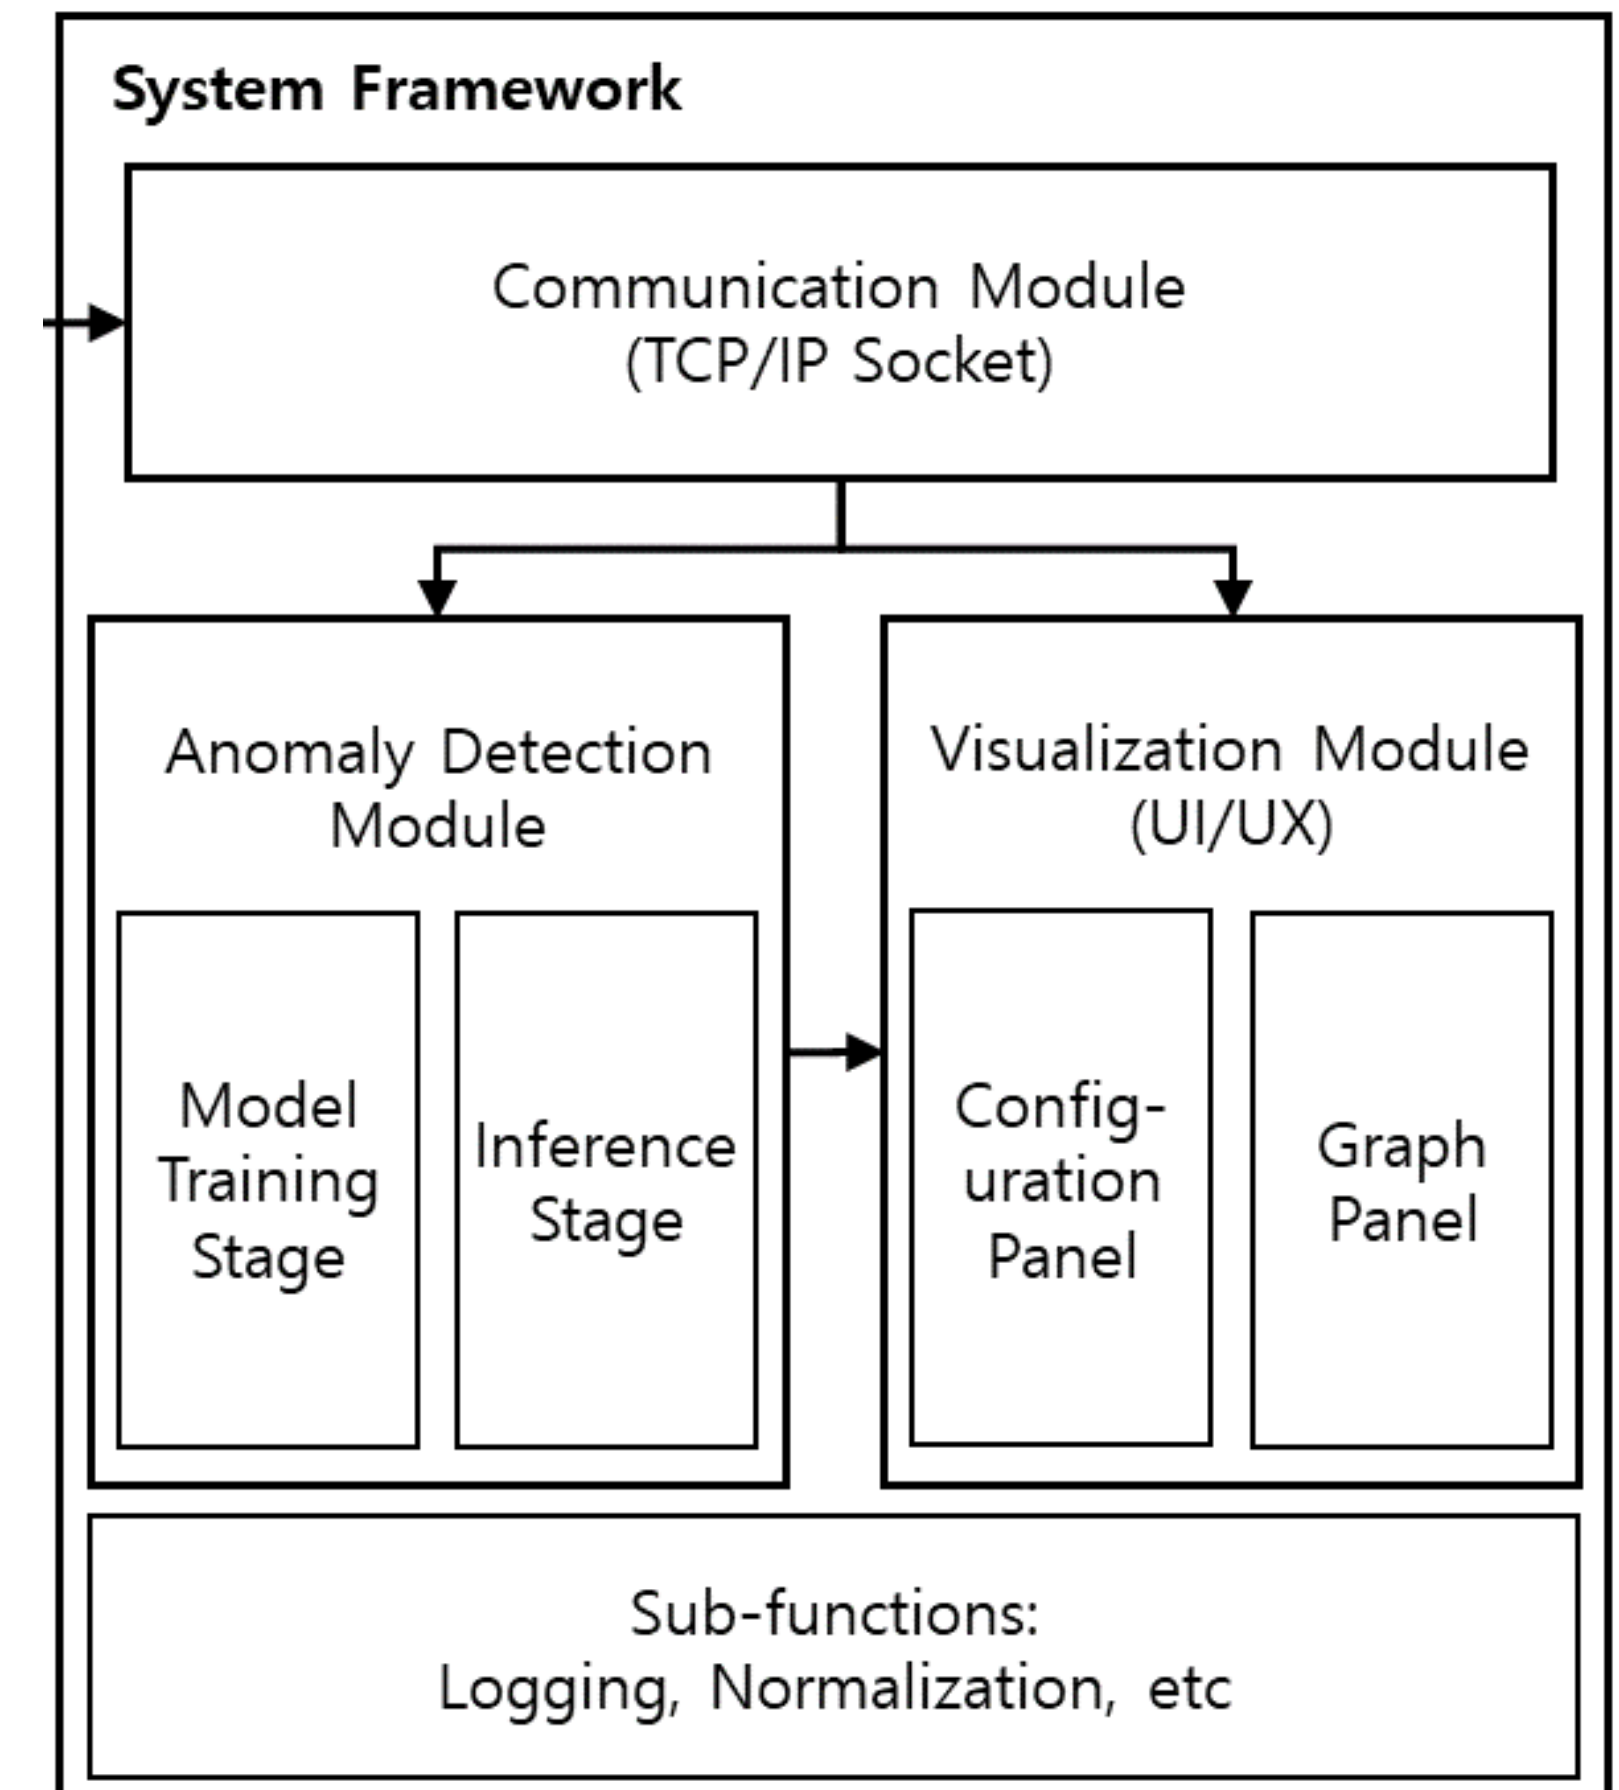 System Framework
Communication Module
(TCP/IP Socket)
Anomaly Detection
Module
Visualization Module
(UI/UX)
Model
Training
Stage
Inference
Stage
Config-
uration
Panel
Graph
Panel
Sub-functions:
Logging, Normalization, etc